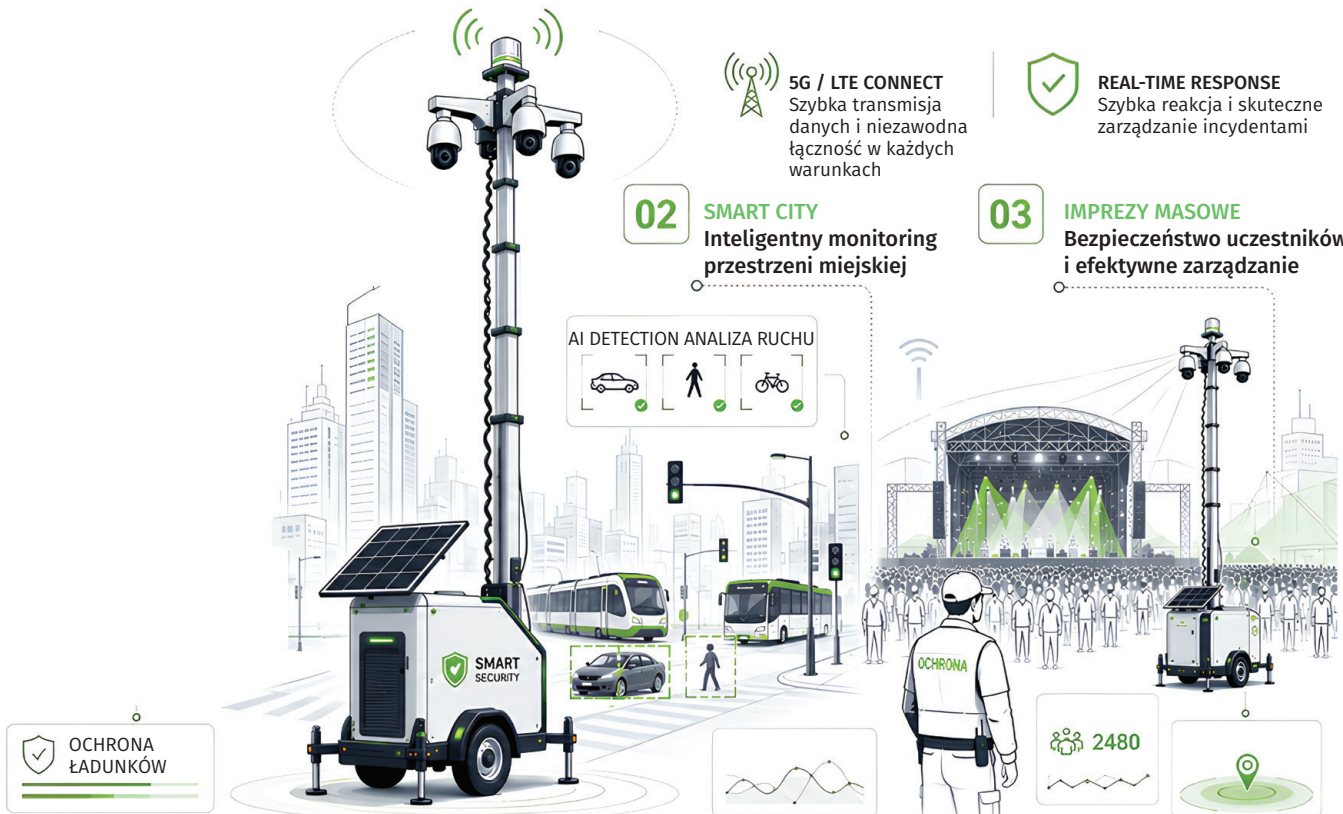 5G / LTE CONNECT
Szybka transmisja
danych i niezawodna
łączność w każdych
warunkach
REAL-TIME RESPONSE
Szybka reakcja i skuteczne
zarządzanie incydentami
02
SMART CITY
Inteligentny monitoring
przestrzeni miejskiej
03
IMPREZY MASOWE
Bezpieczeństwo uczestników
i efektywne zarządzanie
AI DETECTION ANALIZA RUCHU
SMART
SECURITY
OCHRONA
OCHRONA
ŁADUNKÓW
2480